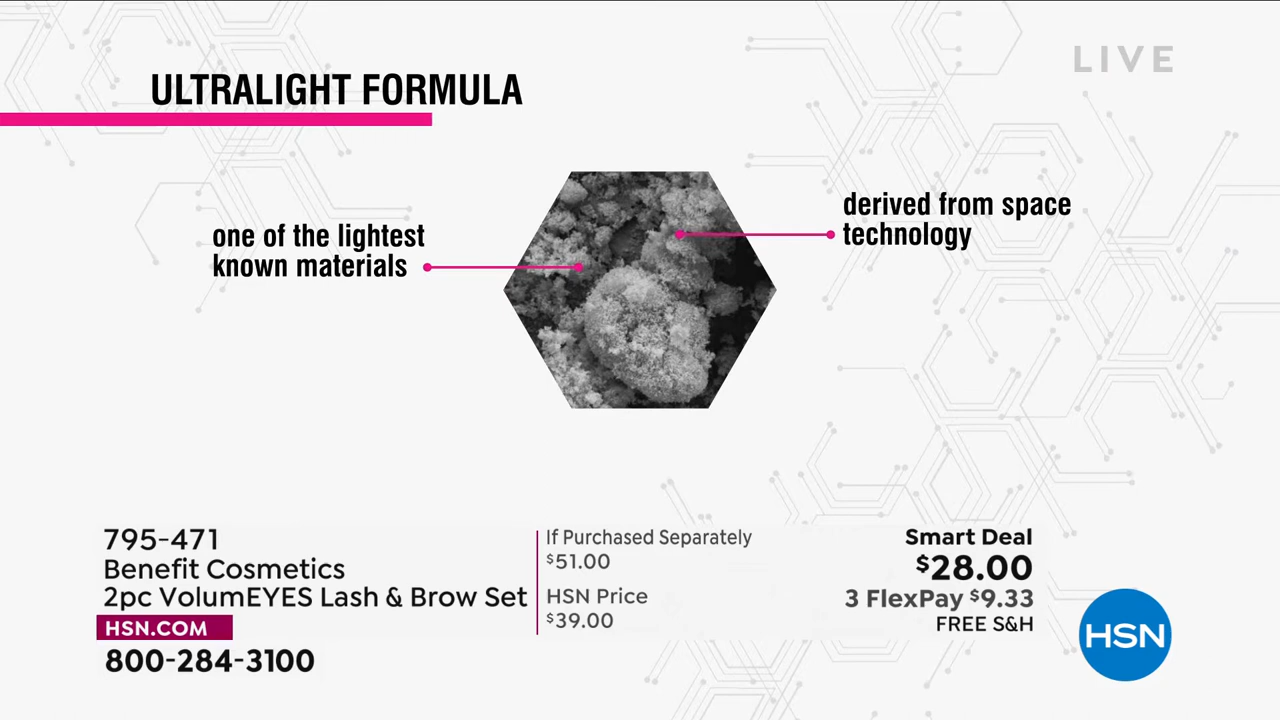 LIVE
ULTRALIGHT FORMULA
one of the lightest
known materials
derived from space
technology
795-471
Benefit Cosmetics
2pc VolumEYES Lash & Brow Set
HSN.COM
800-284-3100
If Purchased Separately
$51.00
HSN Price
$39.00
Smart Deal
$28.00
3 FlexPay $9.33
FREE S&H
HSN